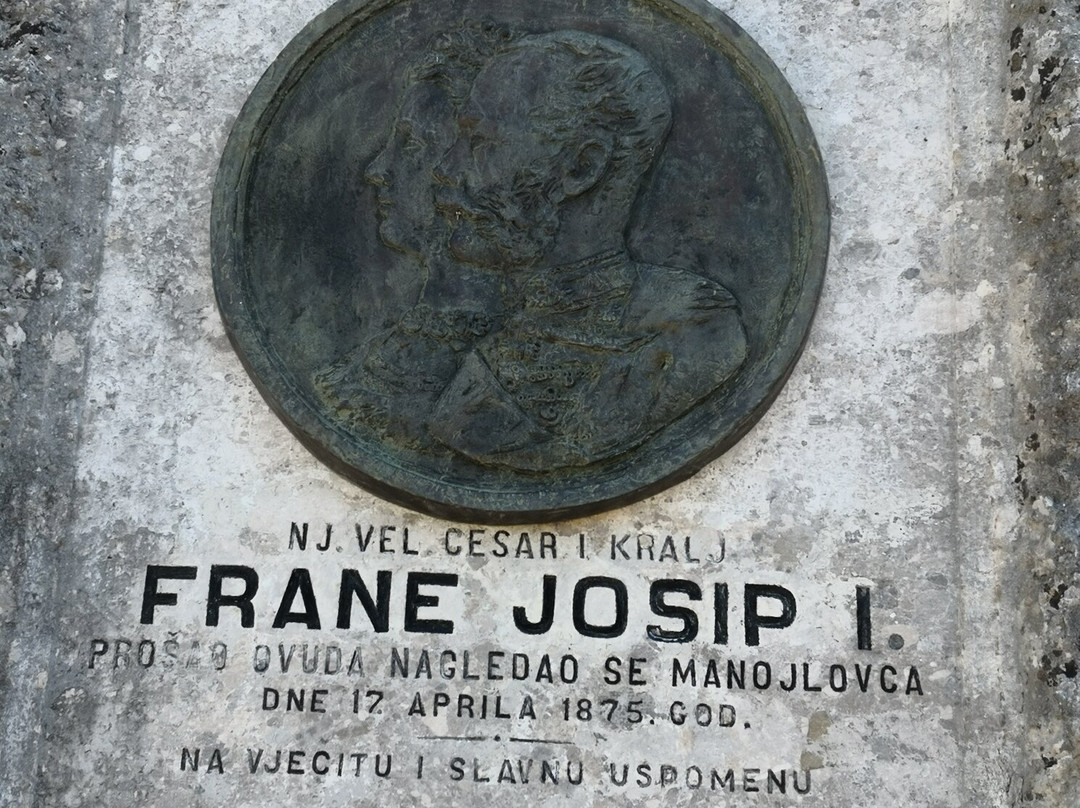 NJ. VEL. CESAR I KRALJ
FRANE JOSIP I.
PROŠAO OVUDA NAGLEDAO SE MANOJLOVCA
DNE 17. APRILA 1875. GOD.
NA VJECITU I SLAVNU USPOMENU